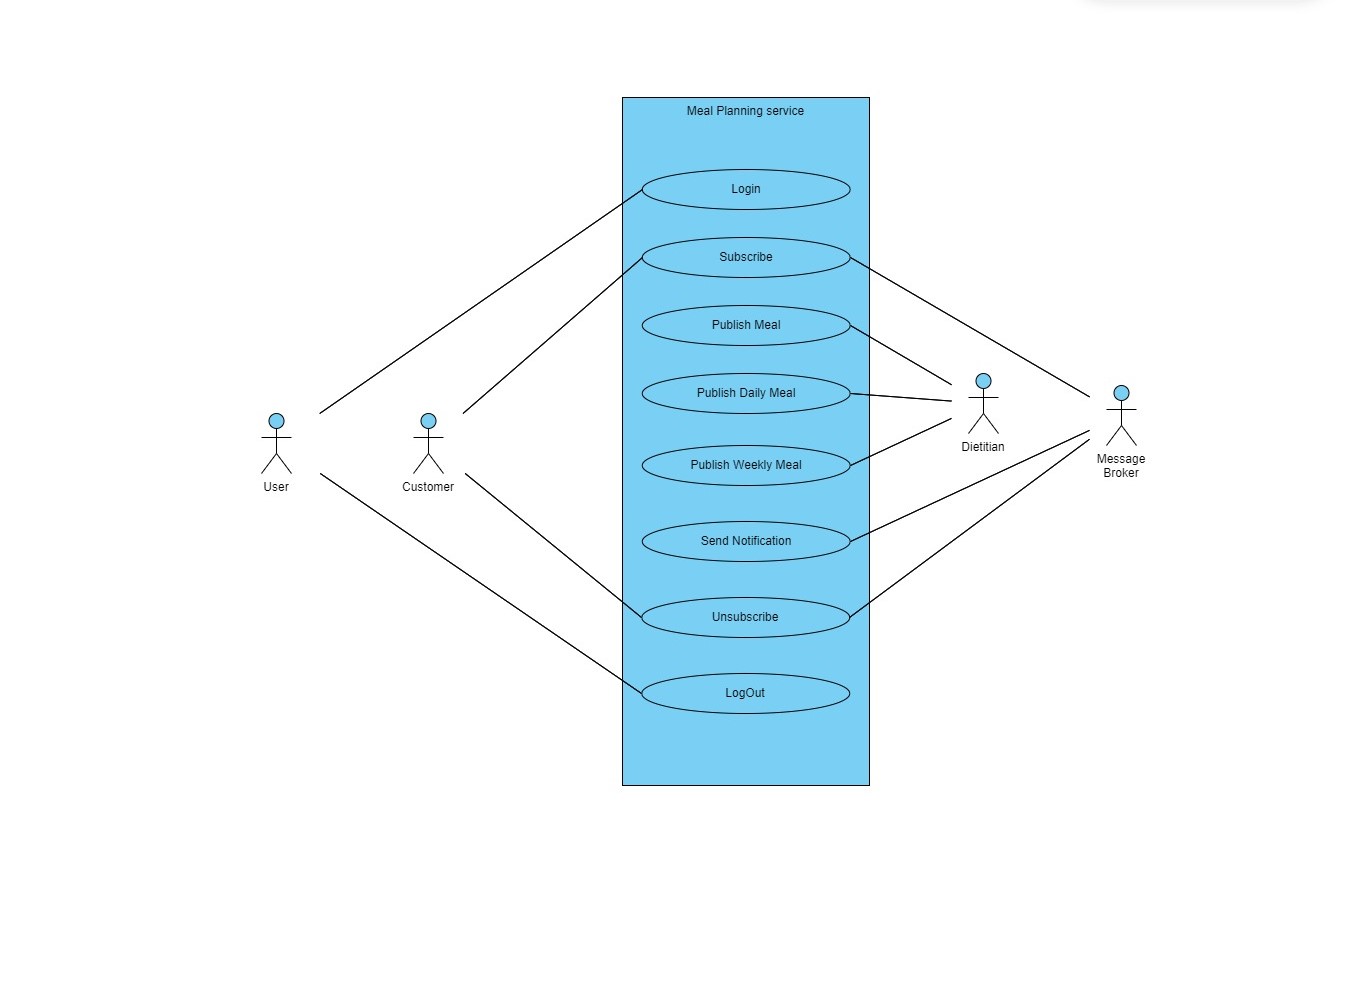 Meal Planning service
Login
Subscribe
Publish Meal
Publish Daily Meal
Publish Weekly Meal
Send Notification
Unsubscribe
LogOut
User
Customer
Dietitian
Message
Broker